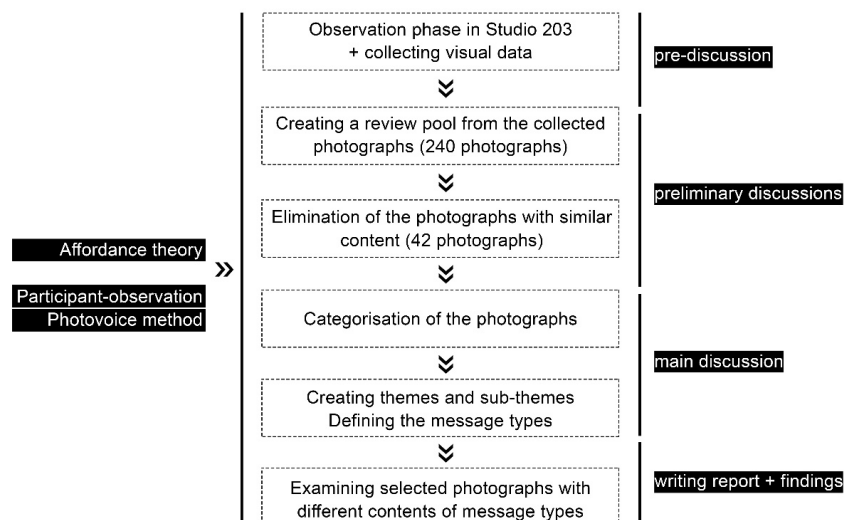 Observation phase in Studio 203
+ collecting visual data
pre-discussion
Creating a review pool from the collected
photographs (240 photographs)
preliminary discussions
Elimination of the photographs with similar
content (42 photographs)
Affordance theory
Participant-observation
Photovoice method
Categorisation of the photographs
main discussion
Creating themes and sub-themes
Defining the message types
writing report + findings
Examining selected photographs with
different contents of message types